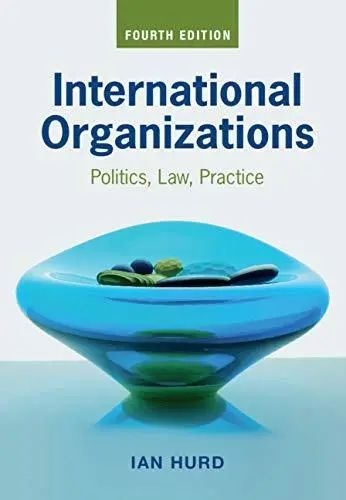 FOURTH EDITION
International
Organizations
Politics, Law, Practice
IAN HURD